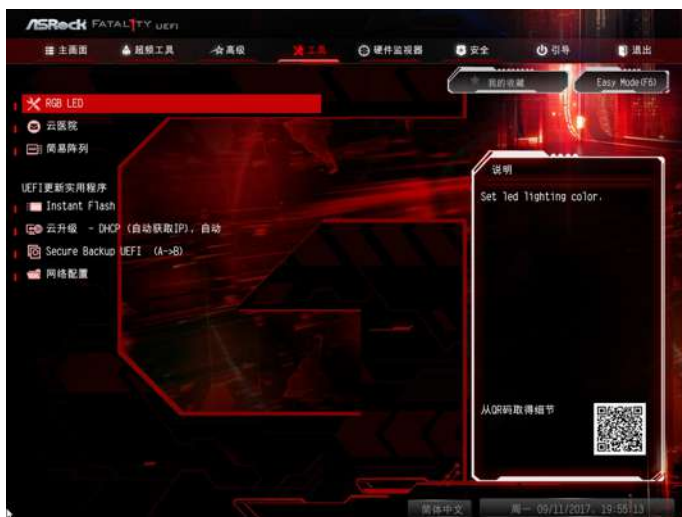 ASRock FATAL1TY UEFI
主画面 超频工具 高级 工具 硬件监视器 安全 引导 退出
我的收藏 Easy Mode(F6)
RGB LED
云医院
简易阵列
说明
Set led lighting color.
UEFI更新实用程序
Instant Flash
云升级 - DHCP (自动获取IP), 自动
Secure Backup UEFI (A->B)
网络配置
从QR码取得细节
简体中文 周一 09/11/2017, 19:55:13